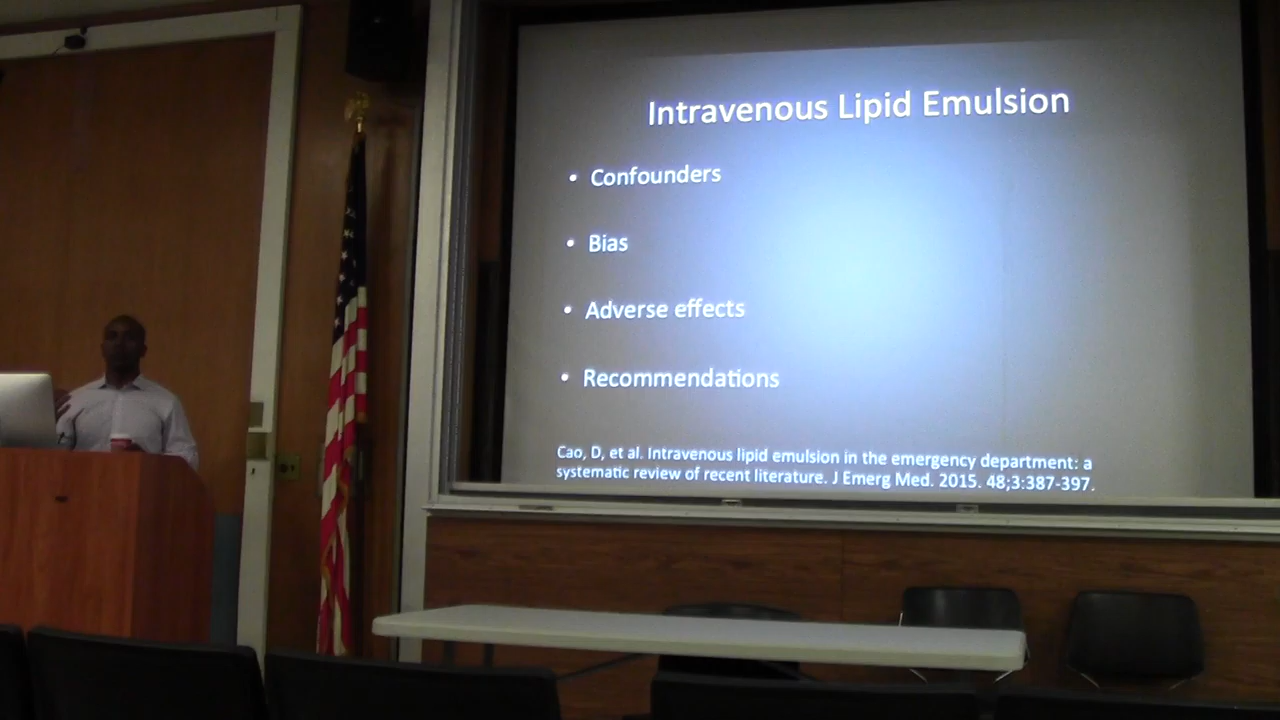 Intravenous Lipid Emulsion
• Confounders
• Bias
• Adverse effects
• Recommendations
Cao, D, et al. Intravenous lipid emulsion in the emergency department: a
systematic review of recent literature. J Emerg Med. 2015. 48;3:387-397.